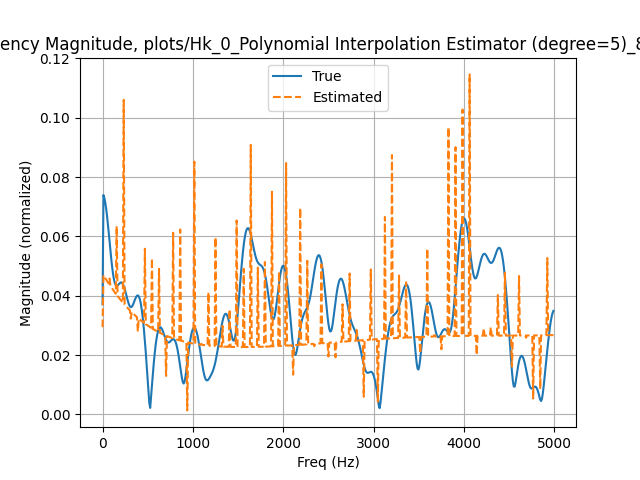 ency Magnitude, plots/Hk_0_Polynomial Interpolation Estimator (degree=5)_8
0.12
0.10
0.08
0.06
0.04
0.02
0.00
Magnitude (normalized)
True
Estimated
0 1000 2000 3000 4000 5000
Freq (Hz)